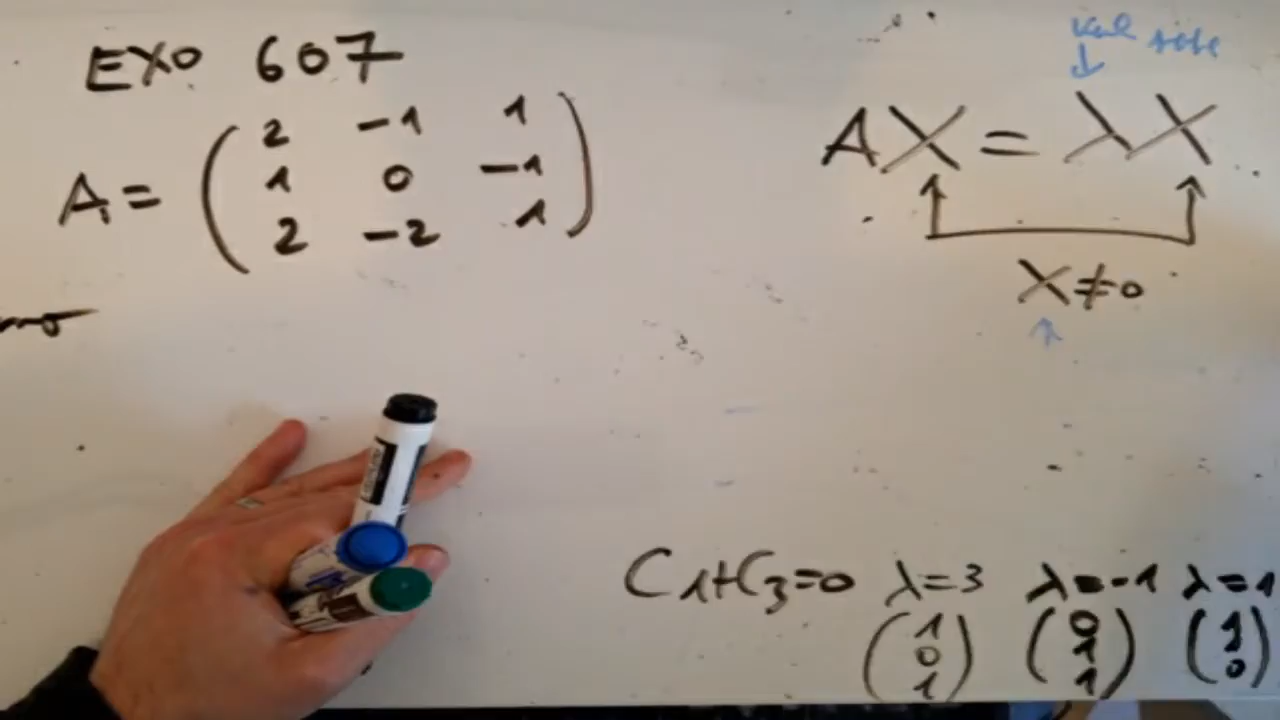 EXO 607
A = ( 2 -1 1
1 0 -1
2 -2 1 )
AX = λX
X ≠ 0
C1+C3=0 λ=3 λ=-1 λ=1
(1 0 1) (0 1 1) (1 1 0)